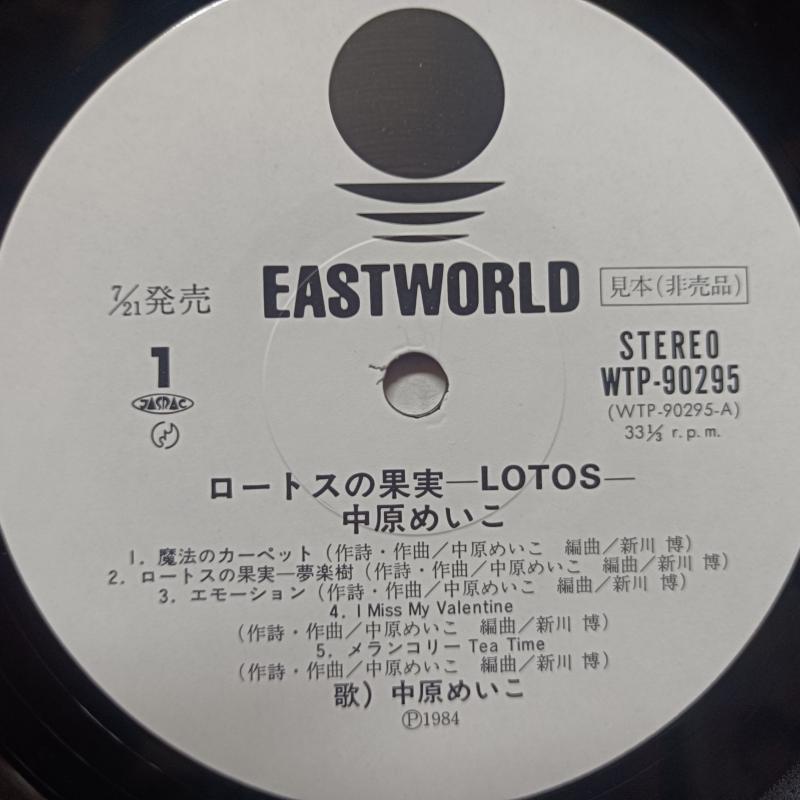 EASTWORLD
7/21発売
見本(非売品)
1
JASRAC
STEREO
WTP-90295
(WTP-90295-A)
33⅓ r.p.m.
ロートスの果実—LOTOS—
中原めいこ
1. 魔法のカーペット(作詩・作曲/中原めいこ 編曲/新川 博)
2. ロートスの果実—夢楽樹(作詩・作曲/中原めいこ 編曲/新川 博)
3. エモーション(作詩・作曲/中原めいこ 編曲/新川 博)
4. I Miss My Valentine
(作詩・作曲/中原めいこ 編曲/新川 博)
5. メランコリー Tea Time
(作詩・作曲/中原めいこ 編曲/新川 博)
歌) 中原めいこ
Ⓟ1984